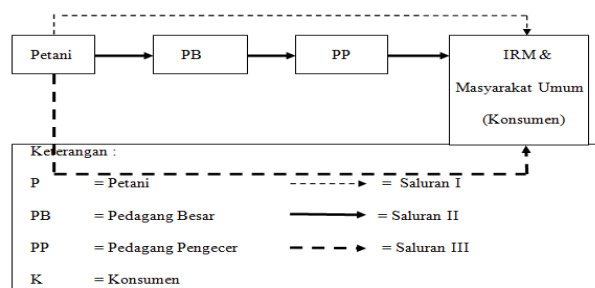 Petani PB PP IRM &
Masyarakat Umum
(Konsumen)
Keterangan :
P = Petani = Saluran I
PB = Pedagang Besar = Saluran II
PP = Pedagang Pengecer = Saluran III
K = Konsumen